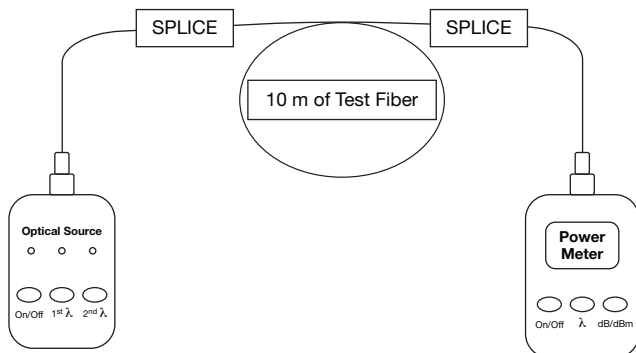 SPLICE
SPLICE
10 m of Test Fiber
Optical Source
On/Off 1st λ 2nd λ
Power
Meter
On/Off λ dB/dBm